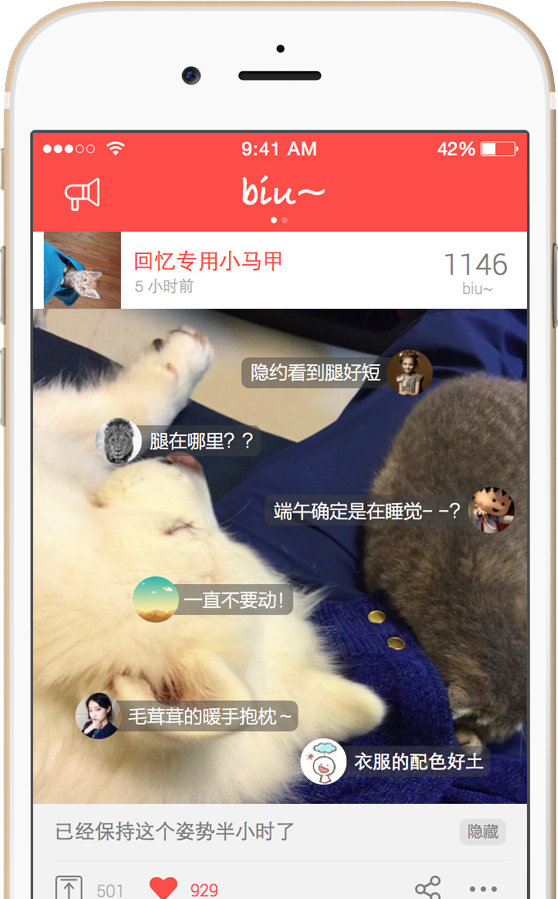 9:41 AM
42%
biu~
回忆专用小马甲
1146
5 小时前
biu~
隐约看到腿好短
腿在哪里？？
端午确定是在睡觉- -?
一直不要动！
毛茸茸的暖手抱枕～
衣服的配色好土
已经保持这个姿势半小时了
隐藏
501
929